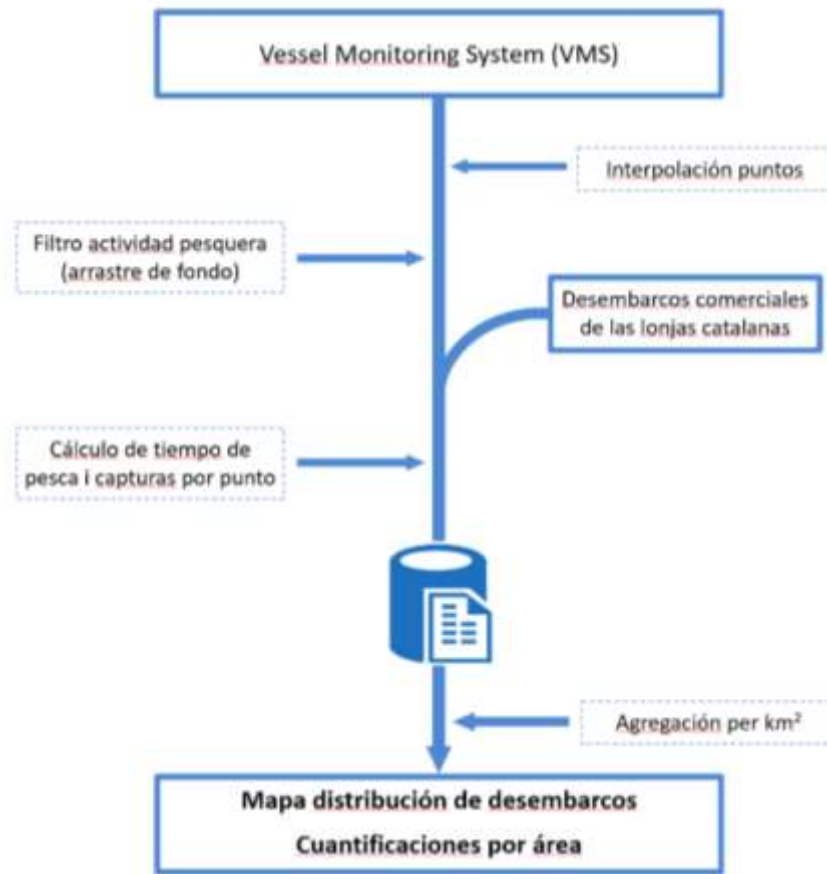 Vessel Monitoring System (VMS)
Interpolación puntos
Filtro actividad pesquera
(arrastre de fondo)
Desembarcos comerciales
de las lonjas catalanas
Cálculo de tiempo de
pesca i capturas por punto
Agregación per km²
Mapa distribución de desembarcos
Cuantificaciones por área